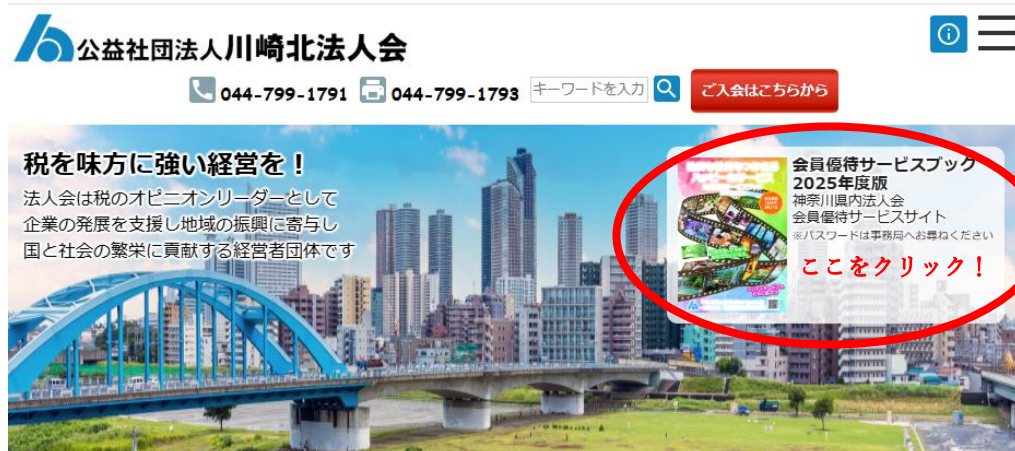 公益社団法人川崎北法人会
044-799-1791 044-799-1793 キーワードを入力 ご入会はこちらから
税を味方に強い経営を！
法人会は税のオピニオンリーダーとして
企業の発展を支援し地域の振興に寄与し
国と社会の繁栄に貢献する経営者団体です
会員優待サービスブック
2025年度版
神奈川県内法人会
会員優待サービスサイト
※パスワードは事務局へお尋ねください
ここをクリック！